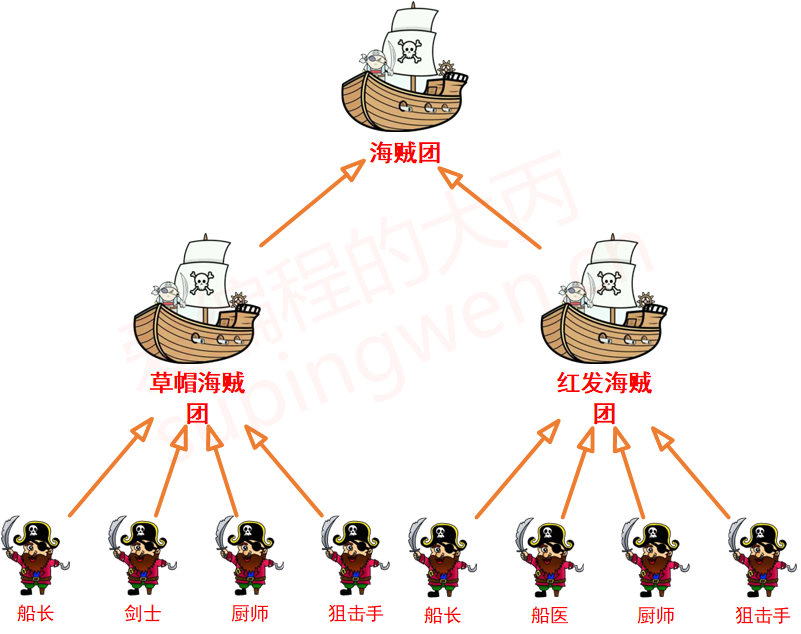 海贼团
爱编程的大丙
subingwen.cn
草帽海贼
团
红发海贼
团
船长
剑士
厨师
狙击手
船长
船医
厨师
狙击手